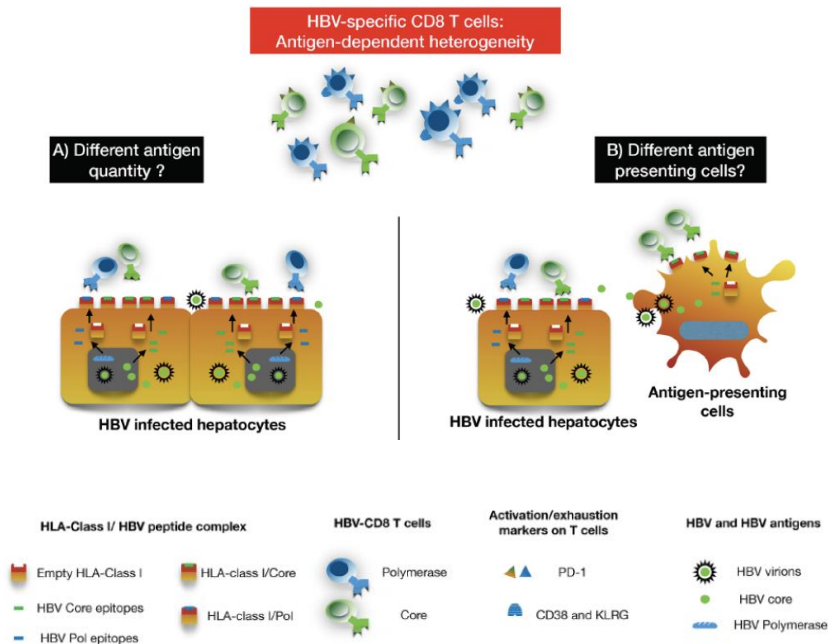 HBV-specific CD8 T cells:
Antigen-dependent heterogeneity
A) Different antigen
quantity ?
B) Different antigen
presenting cells?
HBV infected hepatocytes
HBV infected hepatocytes
Antigen-presenting
cells
HLA-Class I/ HBV peptide complex
Empty HLA-Class I
HBV Core epitopes
HBV Pol epitopes
HLA-class I/Core
HLA-class I/Pol
HBV-CD8 T cells
Polymerase
Core
Activation/exhaustion
markers on T cells
PD-1
CD38 and KLRG
HBV and HBV antigens
HBV virions
HBV core
HBV Polymerase